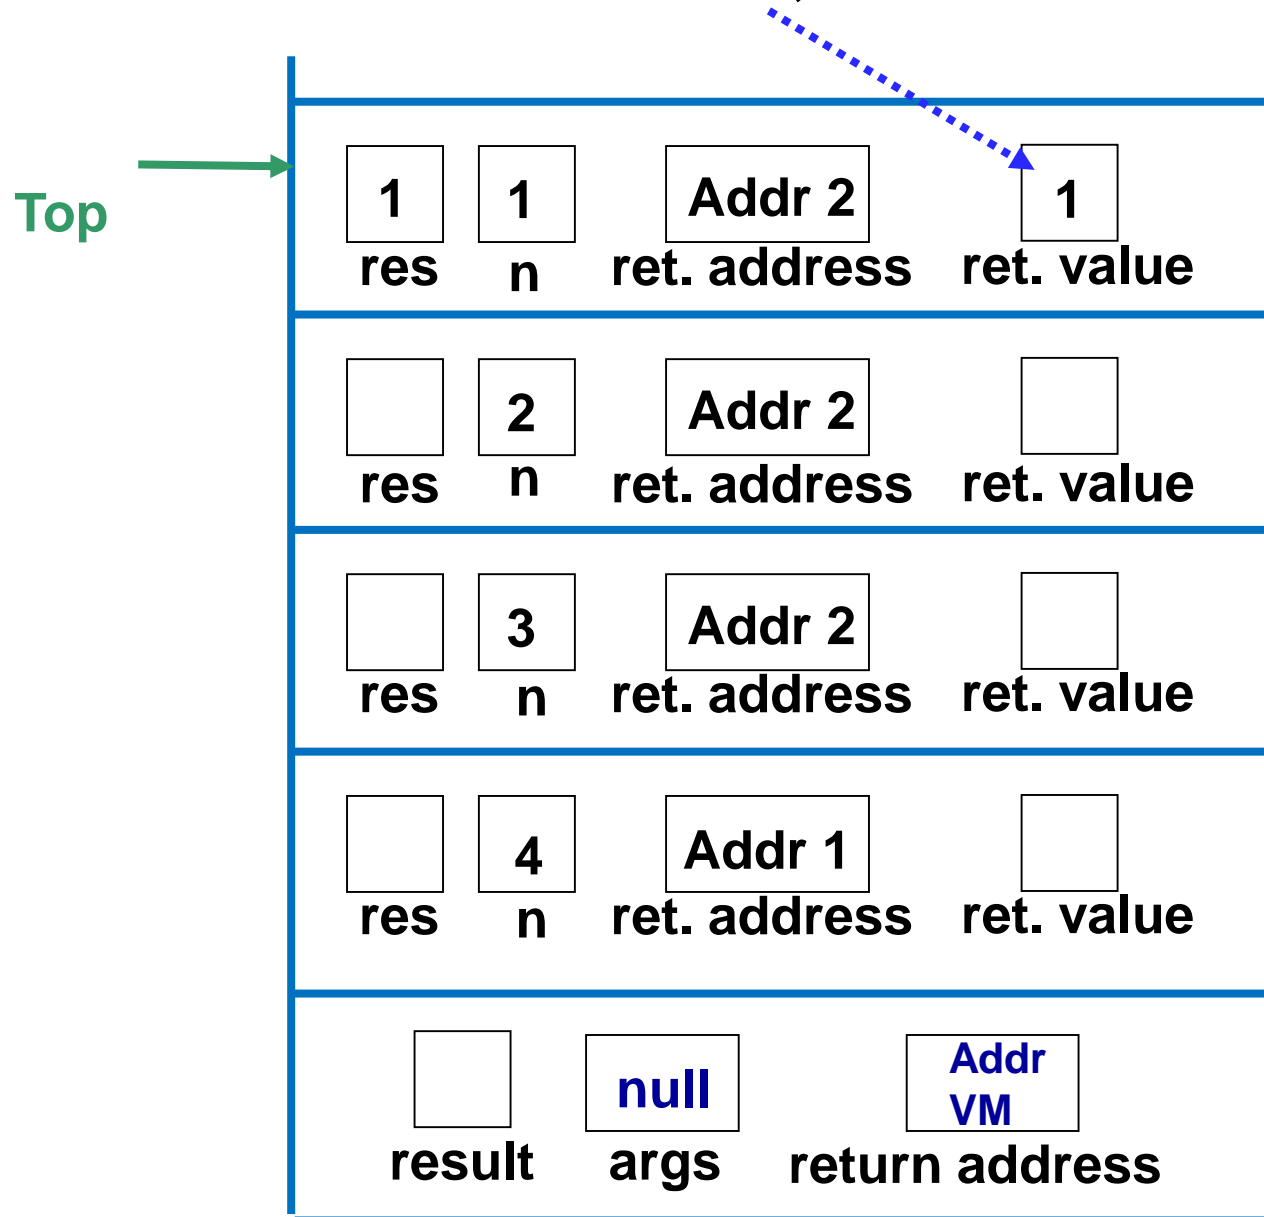 Top
1 1 Addr 2 1
res n ret. address ret. value
2 Addr 2
res n ret. address ret. value
3 Addr 2
res n ret. address ret. value
4 Addr 1
res n ret. address ret. value
null Addr
VM
result args return address